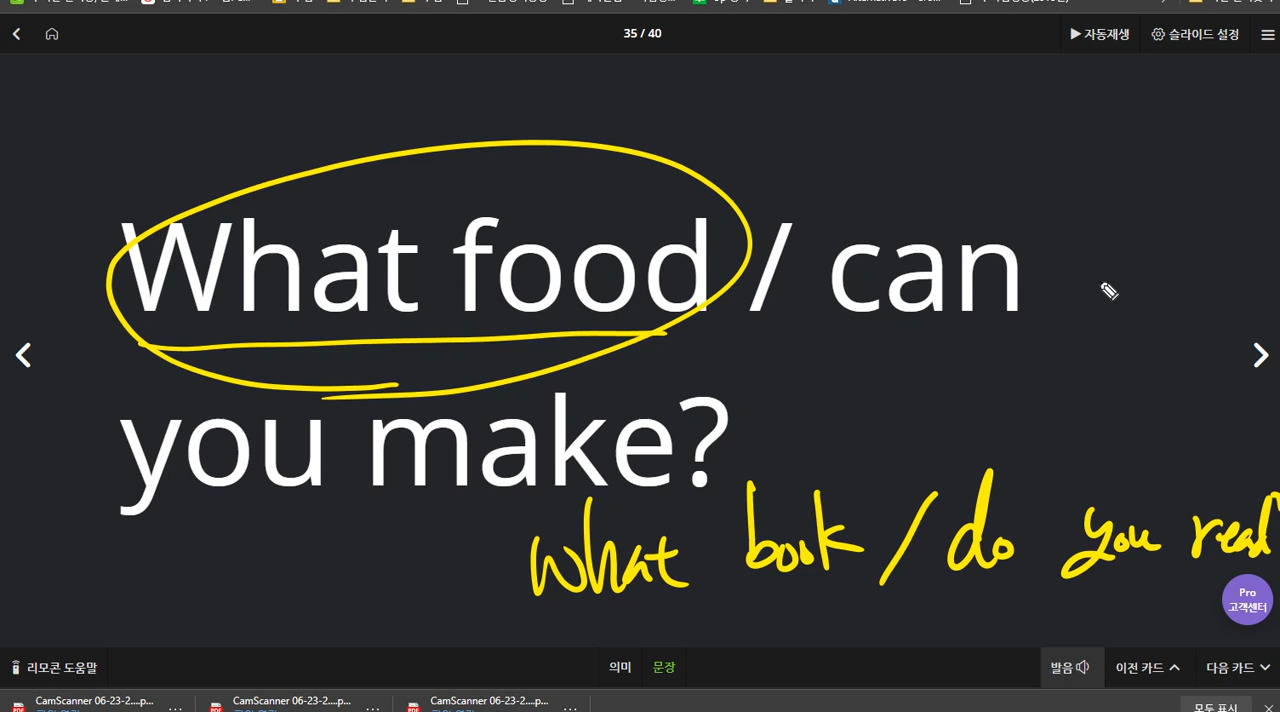 35 / 40
자동재생
슬라이드 설정
What food / can
you make?
What book / do you read
Pro
고객센터
리모콘 도움말
의미
문장
발음
이전 카드
다음 카드
CamScanner 06-23-2....p...
CamScanner 06-23-2....p...
CamScanner 06-23-2....p...
모두 표시